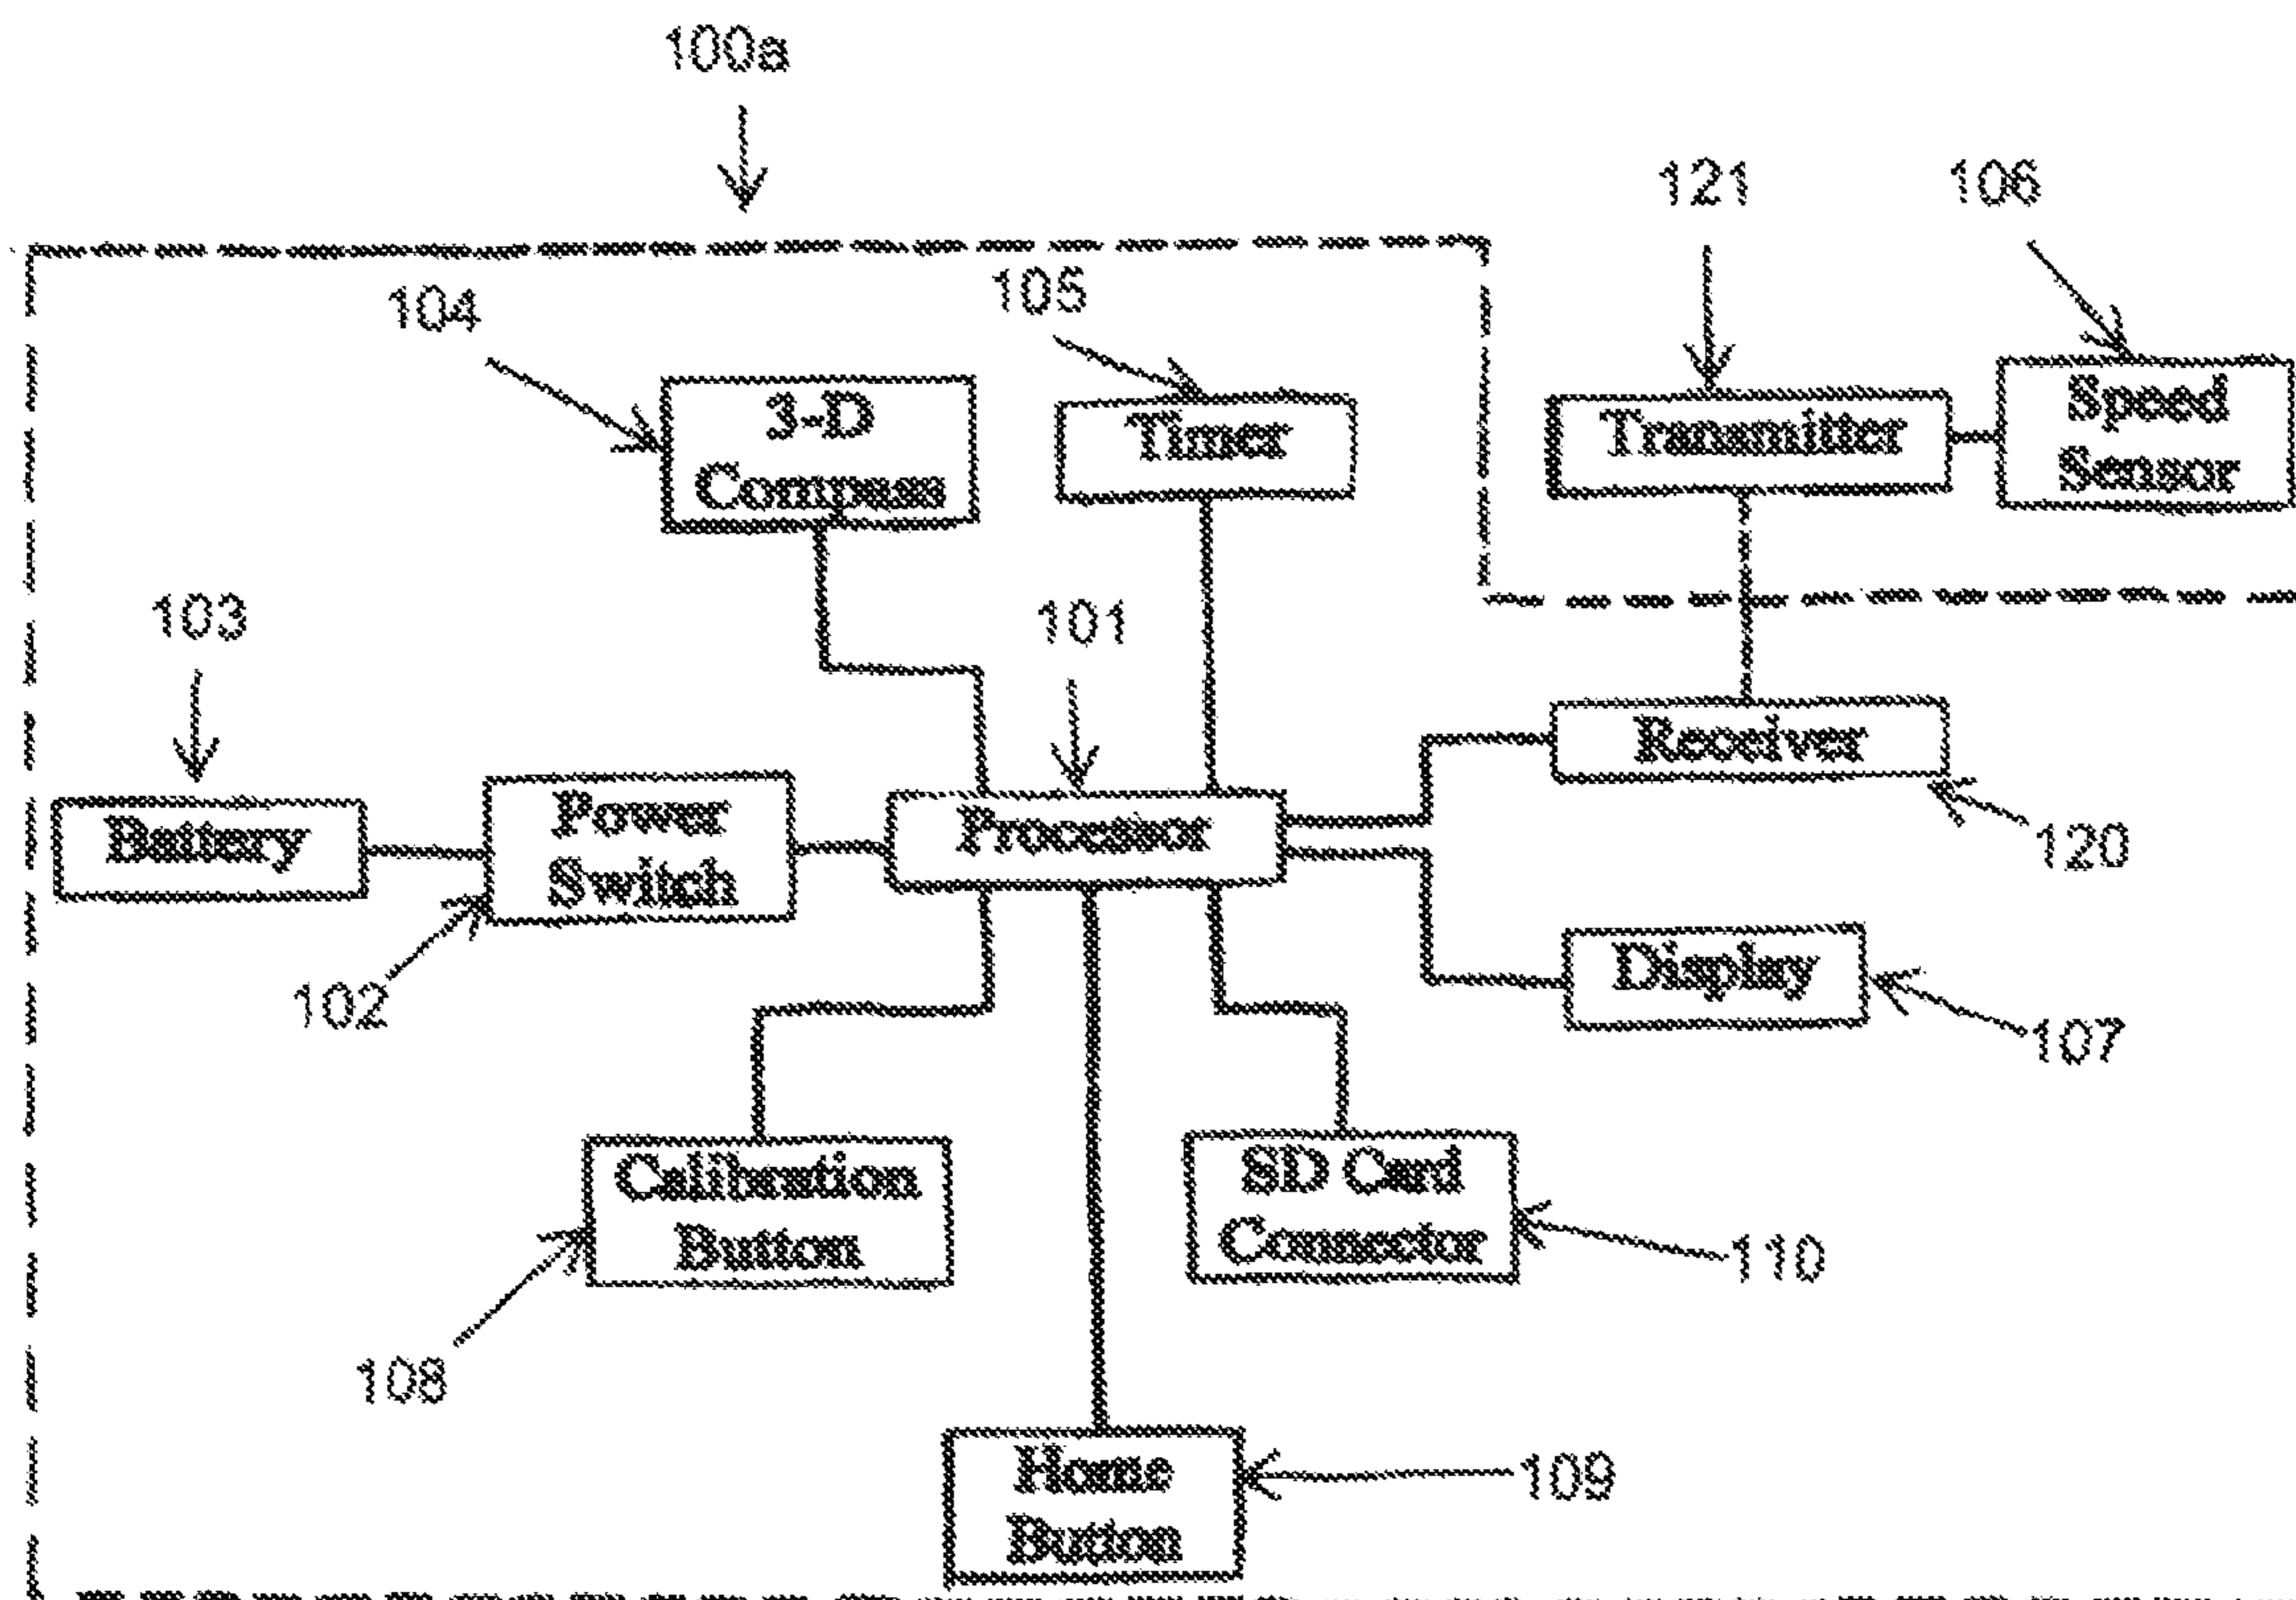 100a
121
106
104
105
3-D
Compass
Timer
Transmitter
Speed
Sensor
103
101
Battery
Power
Switch
Processor
Receiver
120
102
Display
107
Calibration
Button
SD Card
Connector
110
108
Home
Button
109